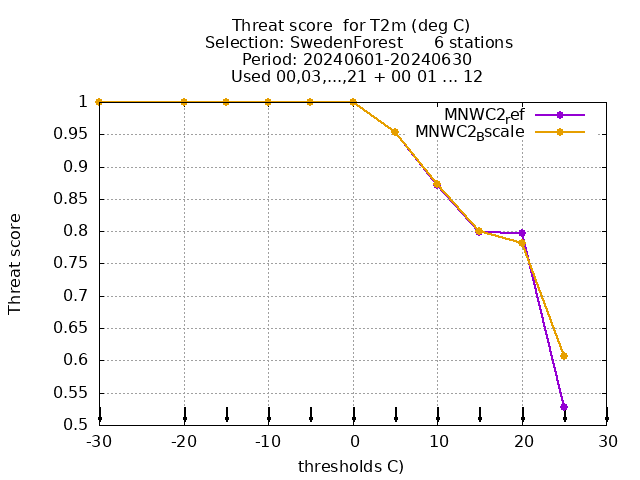 Threat score  for T2m (deg C)
Selection: SwedenForest      6 stations
Period: 20240601-20240630
Used 00,03,...,21 + 00 01 ... 12
MNWC2ref
MNWC2Bscale
Threat score
1
0.95
0.9
0.85
0.8
0.75
0.7
0.65
0.6
0.55
0.5
-30 -20 -10 0 10 20 30
thresholds C)